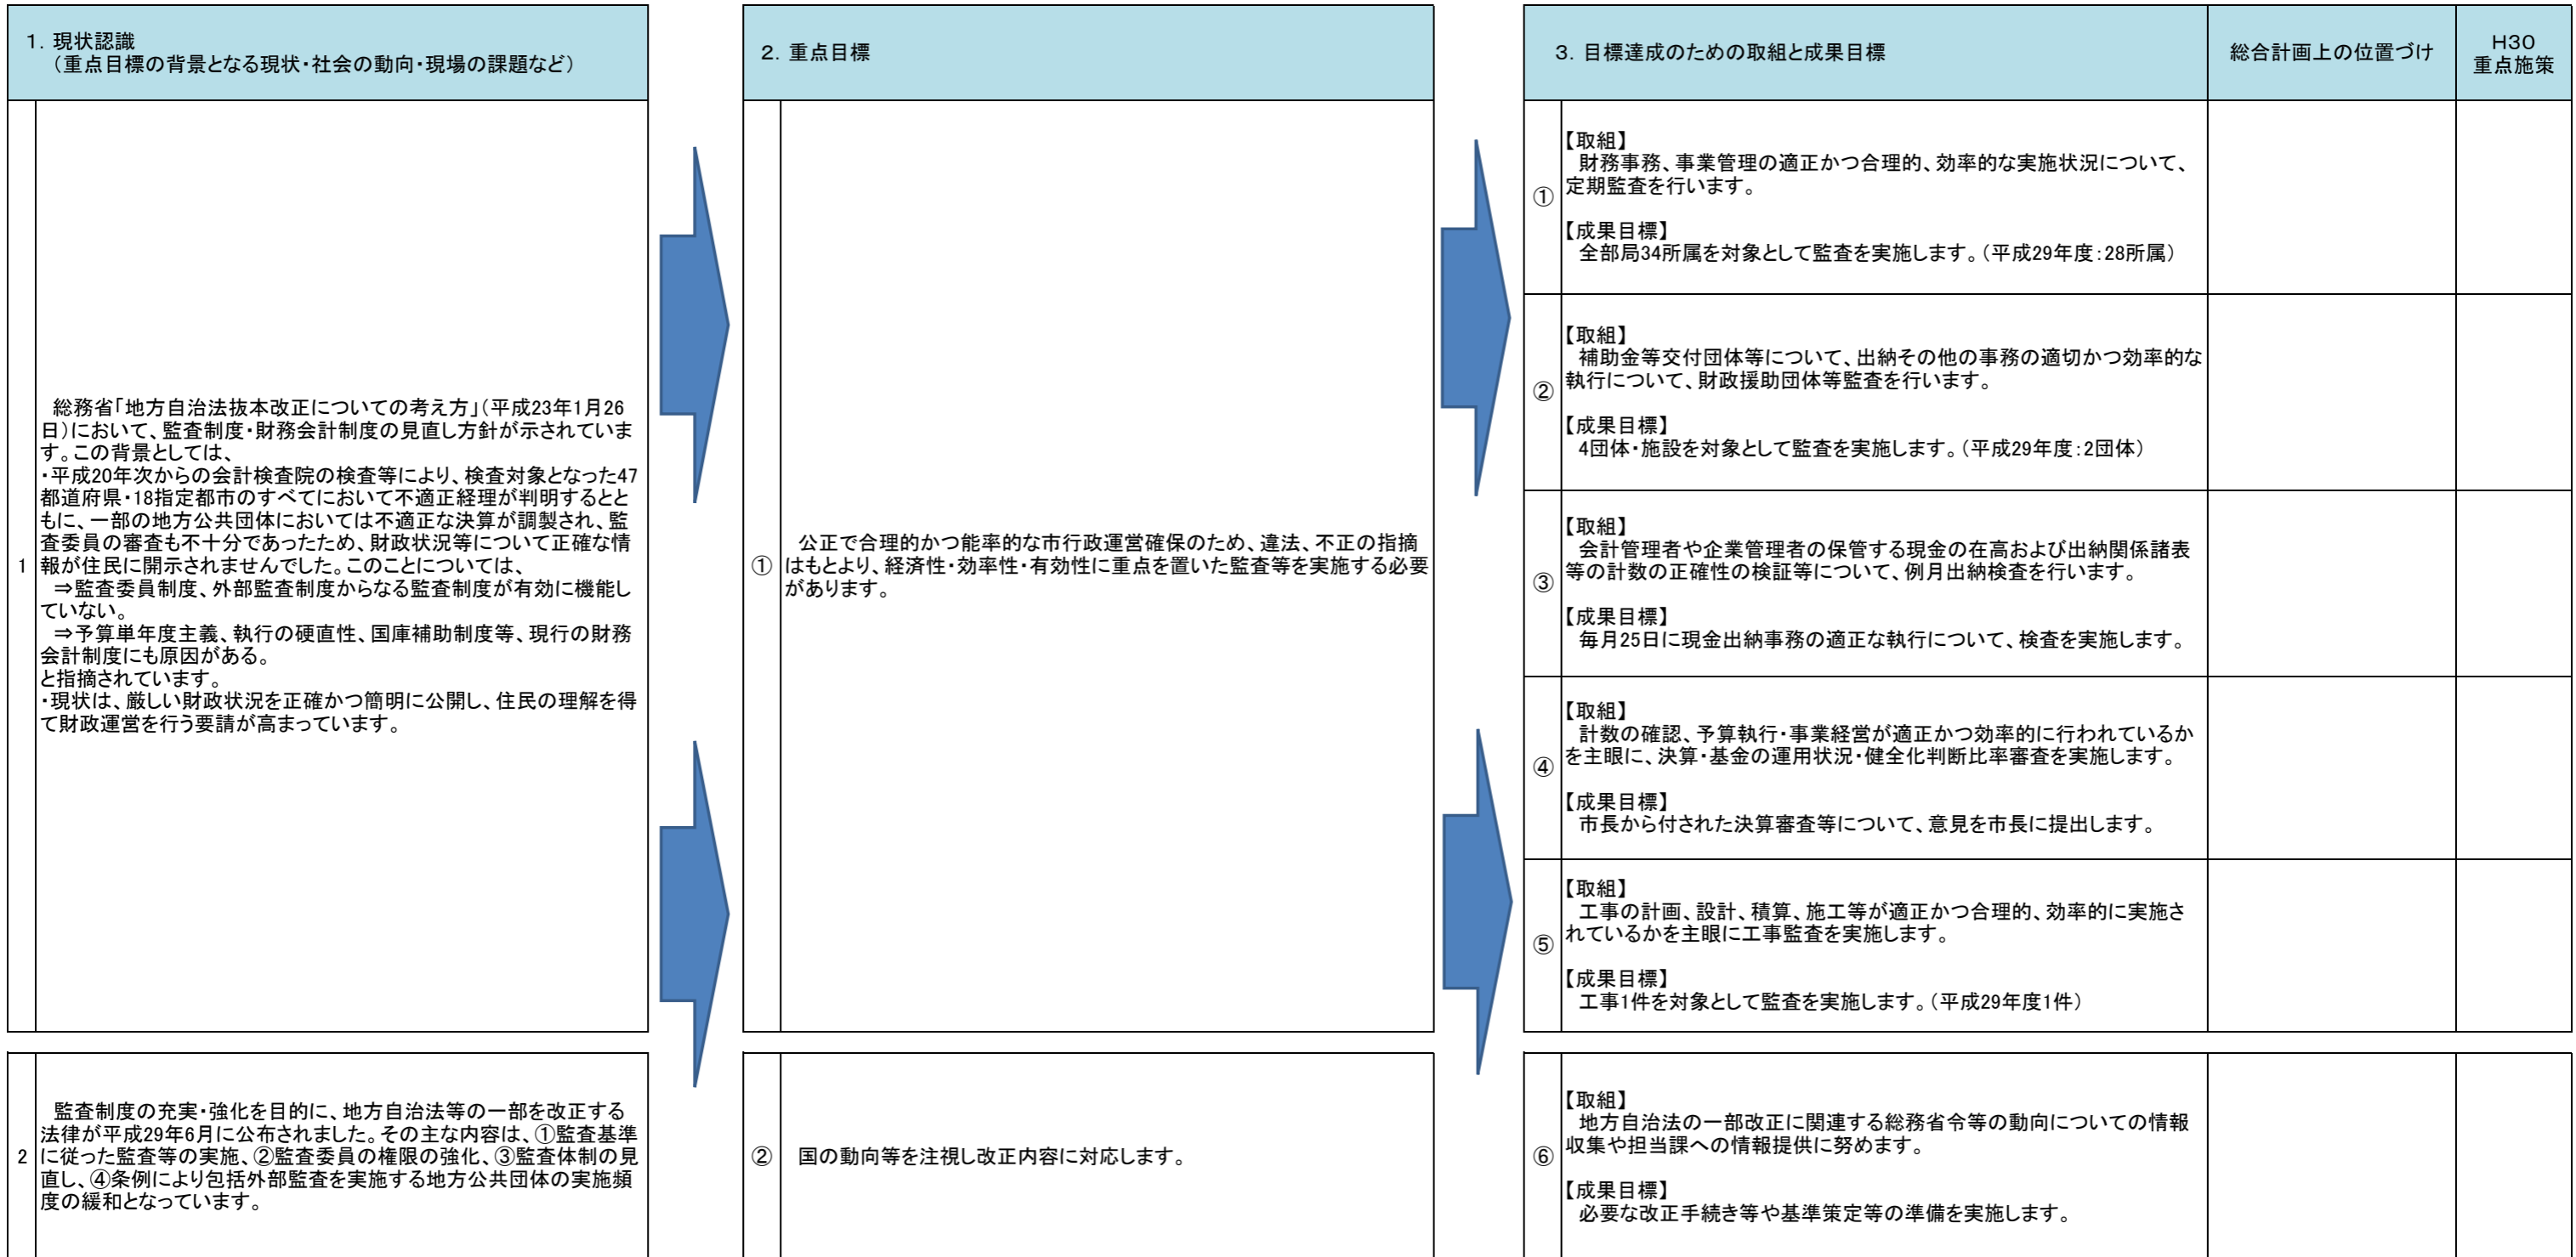 1．現状認識
（重点目標の背景となる現状・社会の動向・現場の課題など）
1
総務省「地方自治法抜本改正についての考え方」（平成23年1月26
日）において、監査制度・財務会計制度の見直し方針が示されていま
す。この背景としては、
・平成20年次からの会計検査院の検査等により、検査対象となった47
都道府県・18指定都市のすべてにおいて不適正経理が判明するとと
もに、一部の地方公共団体においては不適正な決算が調製され、監
査委員の審査も不十分であったため、財政状況等について正確な情
報が住民に開示されませんでした。このことについては、
⇒監査委員制度、外部監査制度からなる監査制度が有効に機能し
ていない。
⇒予算単年度主義、執行の硬直性、国庫補助制度等、現行の財務
会計制度にも原因がある。
と指摘されています。
・現状は、厳しい財政状況を正確かつ簡明に公開し、住民の理解を得
て財政運営を行う要請が高まっています。
2
監査制度の充実・強化を目的に、地方自治法等の一部を改正する
法律が平成29年6月に公布されました。その主な内容は、①監査基準
に従った監査等の実施、②監査委員の権限の強化、③監査体制の見
直し、④条例により包括外部監査を実施する地方公共団体の実施頻
度の緩和となっています。
2．重点目標
①
公正で合理的かつ能率的な市行政運営確保のため、違法、不正の指摘
はもとより、経済性・効率性・有効性に重点を置いた監査等を実施する必要
があります。
②
国の動向等を注視し改正内容に対応します。
3．目標達成のための取組と成果目標
総合計画上の位置づけ
H30
重点施策
①
【取組】
財務事務、事業管理の適正かつ合理的、効率的な実施状況について、
定期監査を行います。
【成果目標】
全部局34所属を対象として監査を実施します。（平成29年度：28所属）
②
【取組】
補助金等交付団体等について、出納その他の事務の適切かつ効率的な
執行について、財政援助団体等監査を行います。
【成果目標】
4団体・施設を対象として監査を実施します。（平成29年度：2団体）
③
【取組】
会計管理者や企業管理者の保管する現金の在高および出納関係諸表
等の計数の正確性の検証等について、例月出納検査を行います。
【成果目標】
毎月25日に現金出納事務の適正な執行について、検査を実施します。
④
【取組】
計数の確認、予算執行・事業経営が適正かつ効率的に行われているか
を主眼に、決算・基金の運用状況・健全化判断比率審査を実施します。
【成果目標】
市長から付された決算審査等について、意見を市長に提出します。
⑤
【取組】
工事の計画、設計、積算、施工等が適正かつ合理的、効率的に実施さ
れているかを主眼に工事監査を実施します。
【成果目標】
工事1件を対象として監査を実施します。（平成29年度1件）
⑥
【取組】
地方自治法の一部改正に関連する総務省令等の動向についての情報
収集や担当課への情報提供に努めます。
【成果目標】
必要な改正手続き等や基準策定等の準備を実施します。